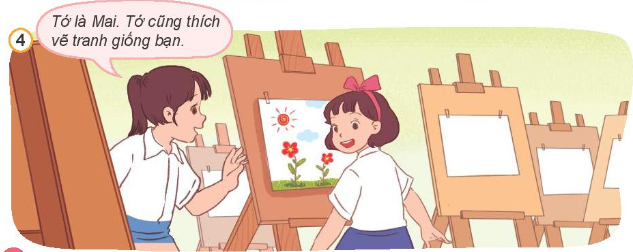 Tớ là Mai. Tớ cũng thích
vẽ tranh giống bạn.
4